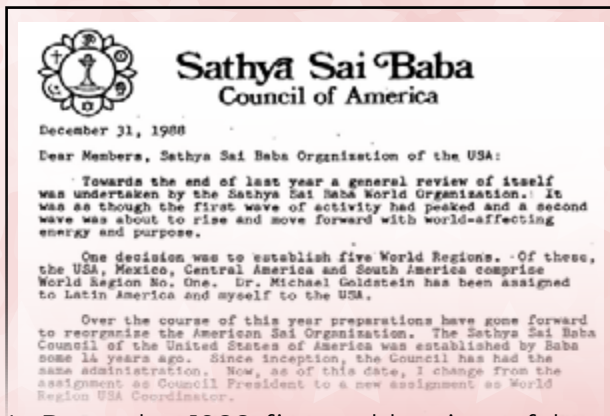 Sathya Sai Baba
Council of America
December 31, 1988
Dear Members, Sathya Sai Baba Organization of the USA:
Towards the end of last year a general review of itself
was undertaken by the Sathya Sai Baba World Organization. It
was as though the first wave of activity had peaked and a second
wave was about to rise and move forward with world-affecting
energy and purpose.
One decision was to establish five World Regions. Of these,
the USA, Mexico, Central America and South America comprise
World Region No. One. Dr. Michael Goldstein has been assigned
to Latin America and myself to the USA.
Over the course of this year preparations have gone forward
to reorganize the American Sai Organization. The Sathya Sai Baba
Council of the United States of America was established by Baba
some 14 years ago. Since inception, the Council has had the
same administration. Now, as of this date, I change from the
assignment as Council President to a new assignment as World
Region USA Coordinator.